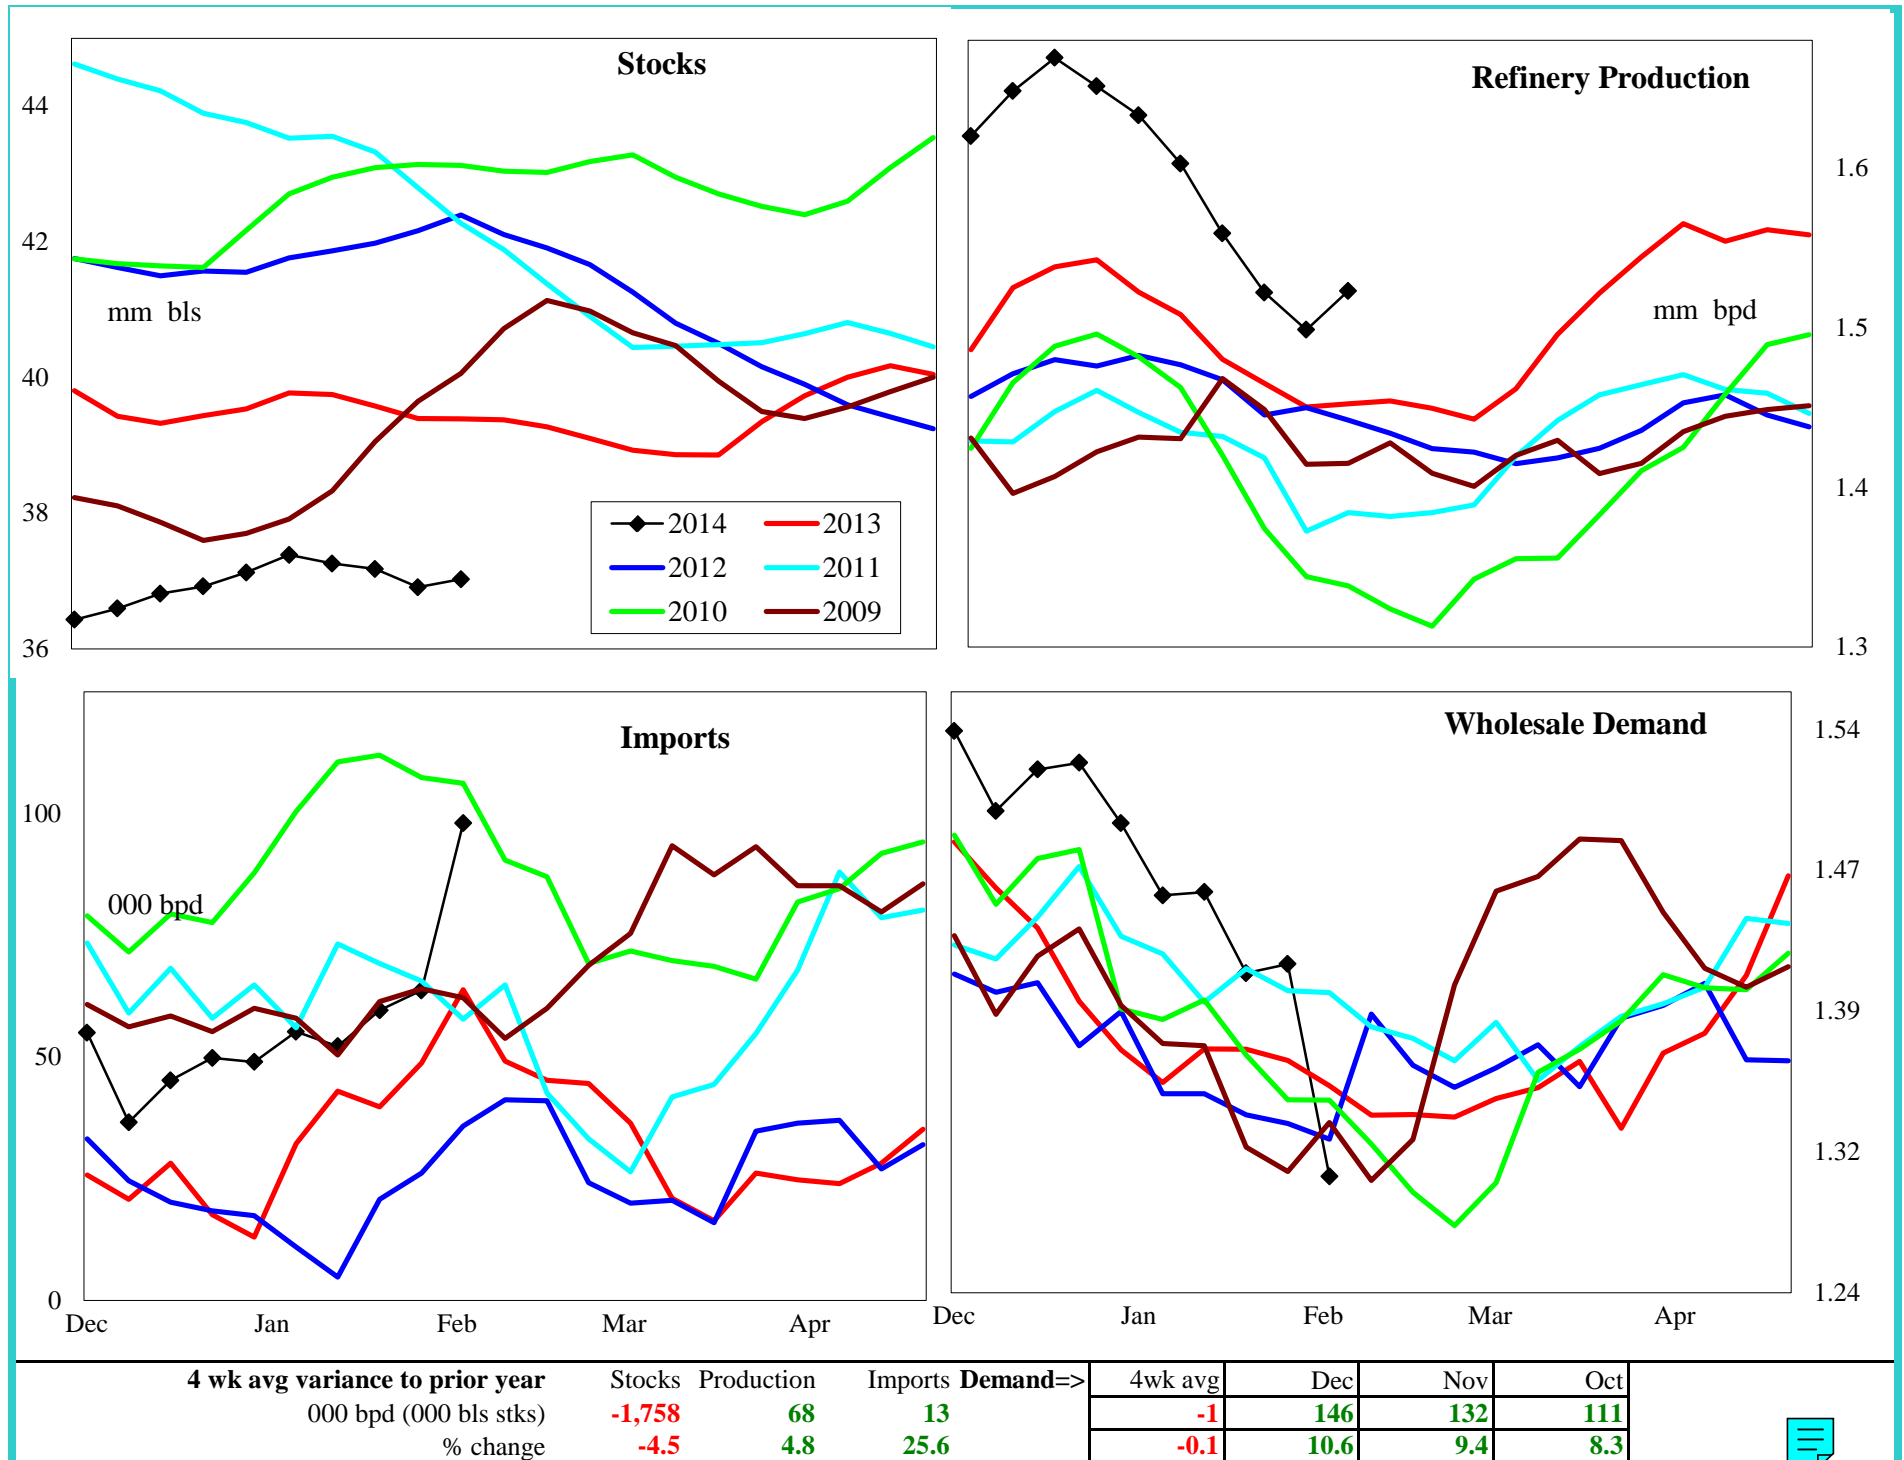 Stocks
44
42
mm bls
40
38
36
2014 2013
2012 2011
2010 2009
Refinery Production
1.6
mm bpd
1.5
1.4
1.3
Imports
100
000 bpd
50
0
Dec Jan Feb Mar Apr
Wholesale Demand
1.54
1.47
1.39
1.32
1.24
Dec Jan Feb Mar Apr
4 wk avg variance to prior year Stocks Production Imports Demand=> 4wk avg Dec Nov Oct
000 bpd (000 bls stks) -1,758 68 13 -1 146 132 111
% change -4.5 4.8 25.6 -0.1 10.6 9.4 8.3